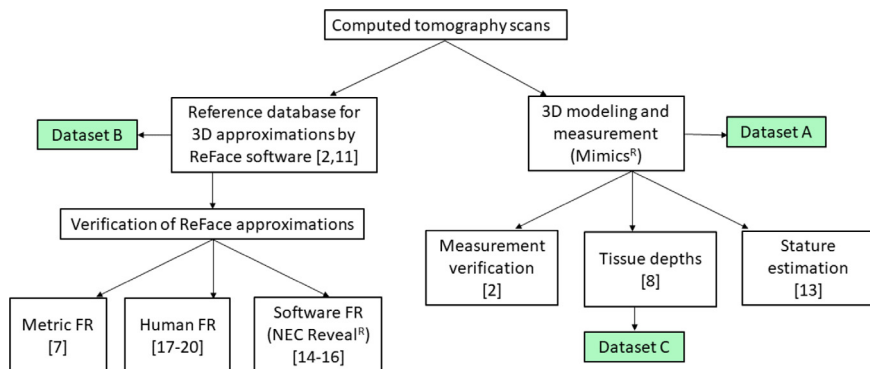 Computed tomography scans
Reference database for
3D approximations by
ReFace software [2,11]
Dataset B
3D modeling and
measurement
(Mimicsᴿ)
Dataset A
Verification of ReFace approximations
Measurement
verification
[2]
Tissue depths
[8]
Stature
estimation
[13]
Metric FR
[7]
Human FR
[17-20]
Software FR
(NEC Revealᴿ)
[14-16]
Dataset C